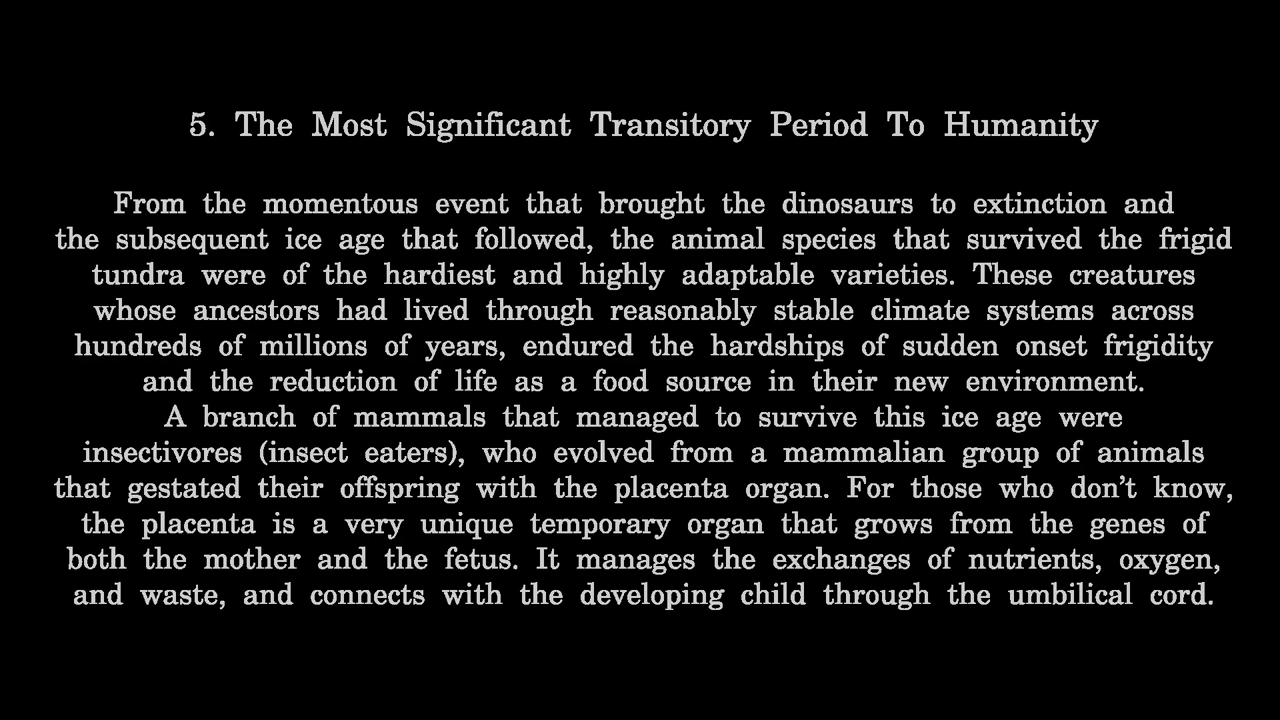 5. The Most Significant Transitory Period To Humanity
From the momentous event that brought the dinosaurs to extinction and
the subsequent ice age that followed, the animal species that survived the frigid
tundra were of the hardiest and highly adaptable varieties. These creatures
whose ancestors had lived through reasonably stable climate systems across
hundreds of millions of years, endured the hardships of sudden onset frigidity
and the reduction of life as a food source in their new environment.
A branch of mammals that managed to survive this ice age were
insectivores (insect eaters), who evolved from a mammalian group of animals
that gestated their offspring with the placenta organ. For those who don’t know,
the placenta is a very unique temporary organ that grows from the genes of
both the mother and the fetus. It manages the exchanges of nutrients, oxygen,
and waste, and connects with the developing child through the umbilical cord.